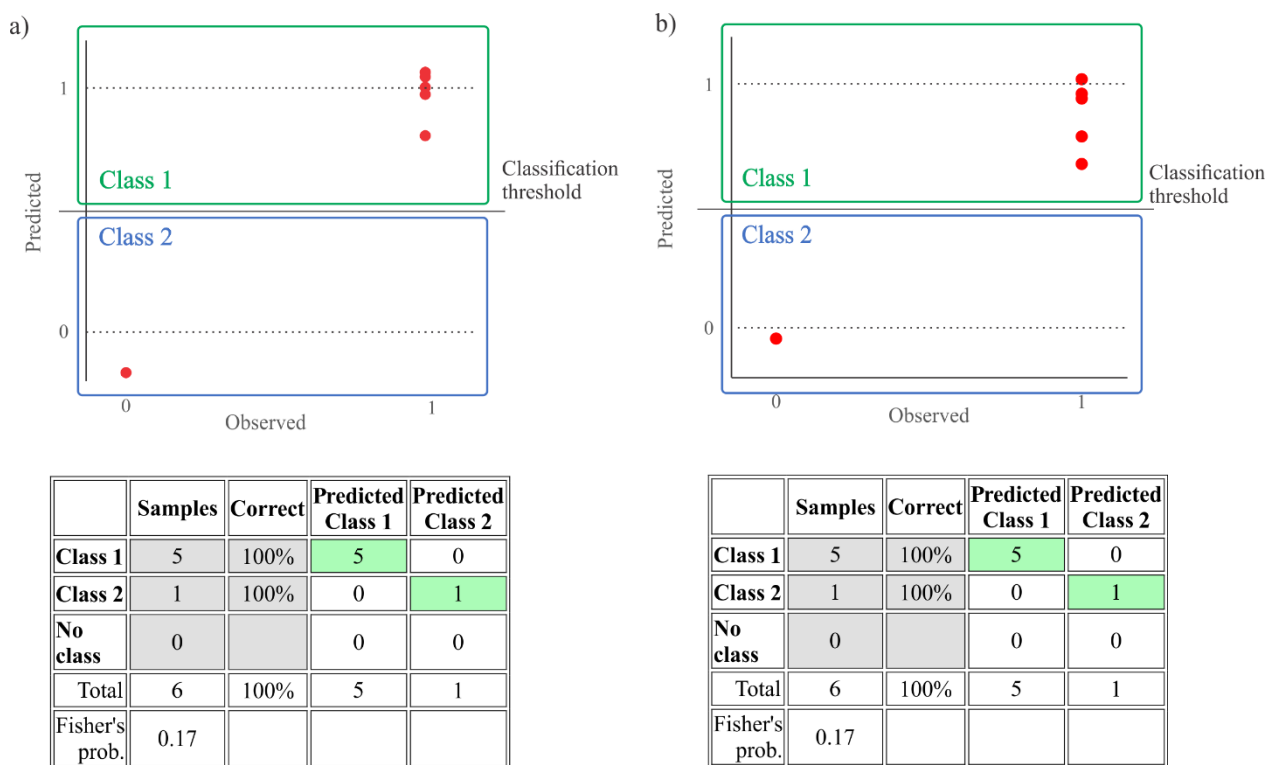 a)
1
Class 1
Classification
threshold
Predicted
Class 2
0
0
1
Observed
Samples Correct Predicted Class 1 Predicted Class 2
Class 1 5 100% 5 0
Class 2 1 100% 0 1
No class 0 0 0
Total 6 100% 5 1
Fisher's prob. 0.17
b)
1
Class 1
Classification
threshold
Predicted
Class 2
0
0
1
Observed
Samples Correct Predicted Class 1 Predicted Class 2
Class 1 5 100% 5 0
Class 2 1 100% 0 1
No class 0 0 0
Total 6 100% 5 1
Fisher's prob. 0.17